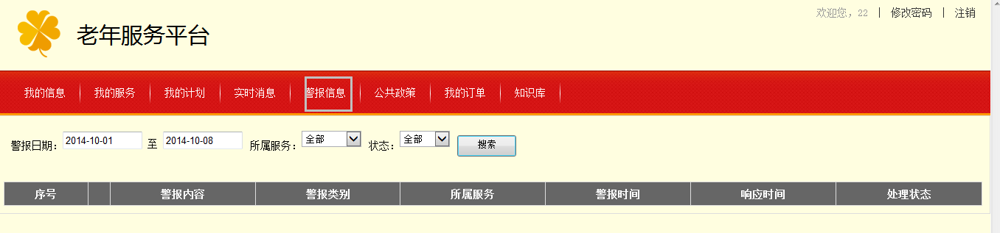 欢迎您，22 | 修改密码 | 注销
老年服务平台
我的信息 我的服务 我的计划 实时消息 警报信息 公共政策 我的订单 知识库
警报日期： 2014-10-01 至 2014-10-08 所属服务： 全部 状态： 全部 搜索
序号 警报内容 警报类别 所属服务 警报时间 响应时间 处理状态